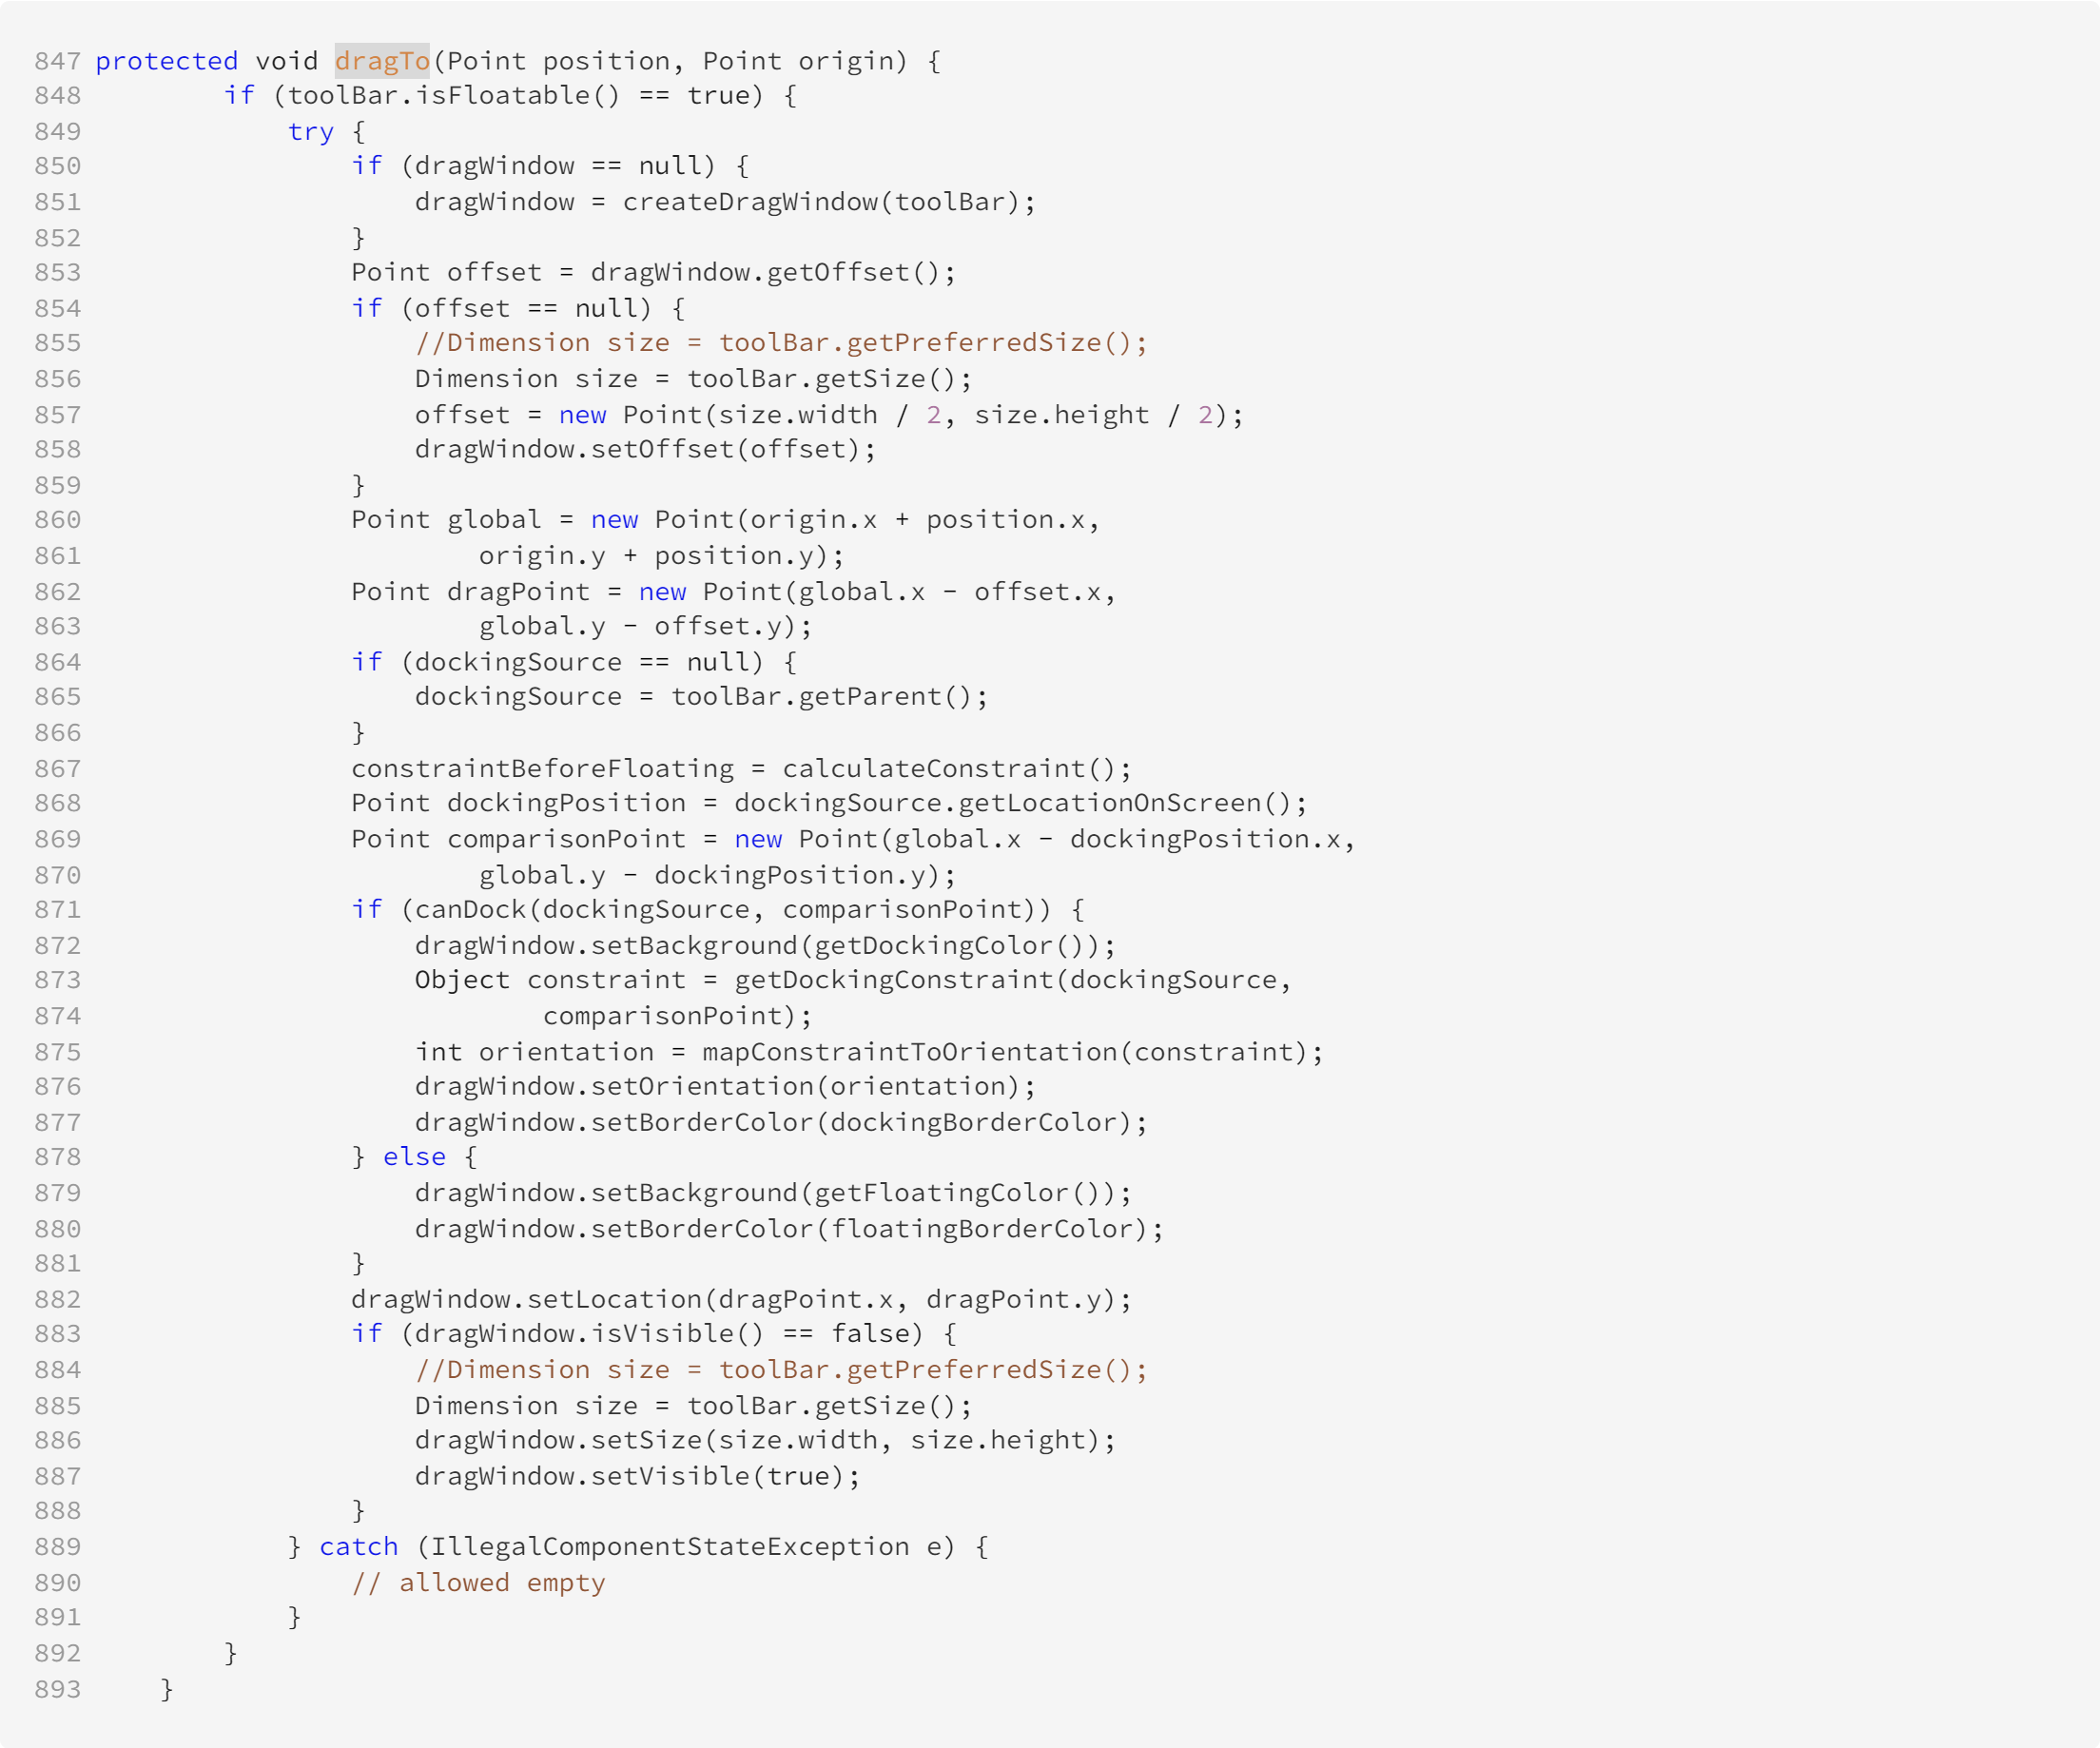 847 protected void dragTo(Point position, Point origin) {
848         if (toolBar.isFloatable() == true) {
849             try {
850                 if (dragWindow == null) {
851                     dragWindow = createDragWindow(toolBar);
852                 }
853                 Point offset = dragWindow.getOffset();
854                 if (offset == null) {
855                     //Dimension size = toolBar.getPreferredSize();
856                     Dimension size = toolBar.getSize();
857                     offset = new Point(size.width / 2, size.height / 2);
858                     dragWindow.setOffset(offset);
859                 }
860                 Point global = new Point(origin.x + position.x,
861                         origin.y + position.y);
862                 Point dragPoint = new Point(global.x - offset.x,
863                         global.y - offset.y);
864                 if (dockingSource == null) {
865                     dockingSource = toolBar.getParent();
866                 }
867                 constraintBeforeFloating = calculateConstraint();
868                 Point dockingPosition = dockingSource.getLocationOnScreen();
869                 Point comparisonPoint = new Point(global.x - dockingPosition.x,
870                         global.y - dockingPosition.y);
871                 if (canDock(dockingSource, comparisonPoint)) {
872                     dragWindow.setBackground(getDockingColor());
873                     Object constraint = getDockingConstraint(dockingSource,
874                             comparisonPoint);
875                     int orientation = mapConstraintToOrientation(constraint);
876                     dragWindow.setOrientation(orientation);
877                     dragWindow.setBorderColor(dockingBorderColor);
878                 } else {
879                     dragWindow.setBackground(getFloatingColor());
880                     dragWindow.setBorderColor(floatingBorderColor);
881                 }
882                 dragWindow.setLocation(dragPoint.x, dragPoint.y);
883                 if (dragWindow.isVisible() == false) {
884                     //Dimension size = toolBar.getPreferredSize();
885                     Dimension size = toolBar.getSize();
886                     dragWindow.setSize(size.width, size.height);
887                     dragWindow.setVisible(true);
888                 }
889             } catch (IllegalComponentStateException e) {
890                 // allowed empty
891             }
892         }
893     }